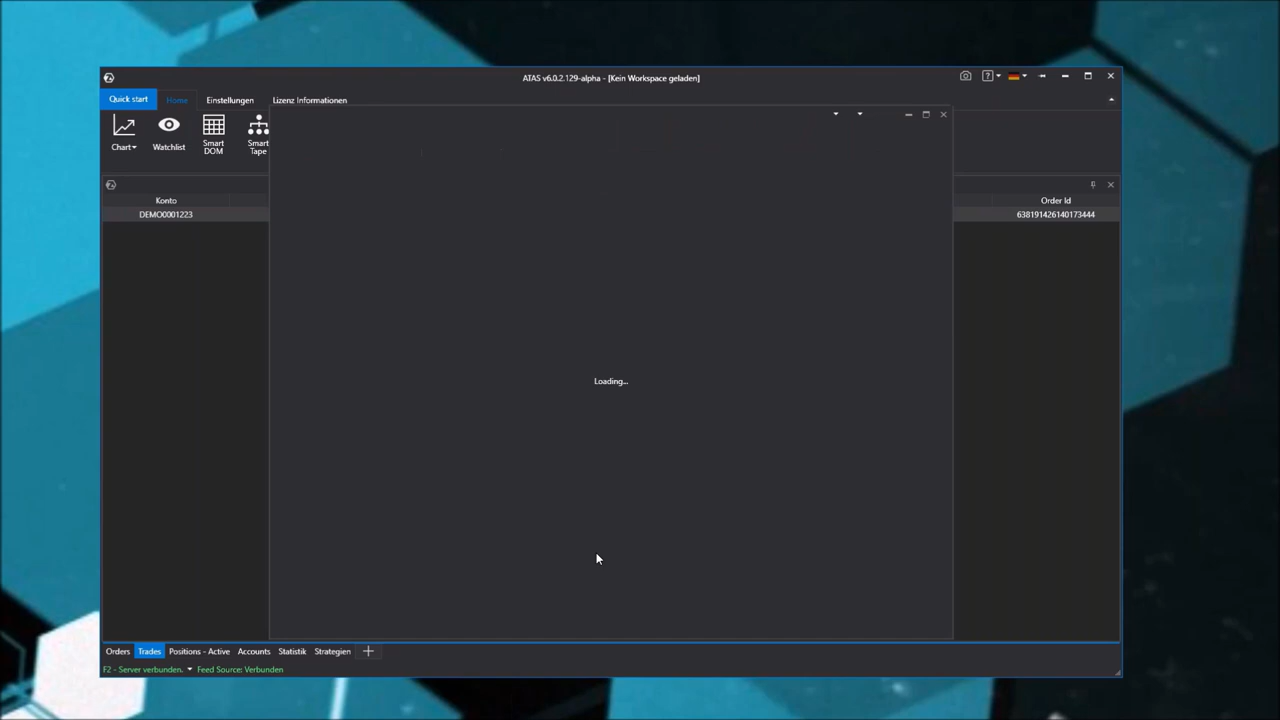 ATAS v6.0.2.129-alpha - [Kein Workspace geladen]
Quick start Home Einstellungen Lizenz Informationen
Chart Watchlist Smart DOM Smart Tape
Konto Order Id
DEMO0001223 638191426140173444
Loading...
Orders Trades Positions - Active Accounts Statistik Strategien
F2 - Server verbunden. Feed Source: Verbunden